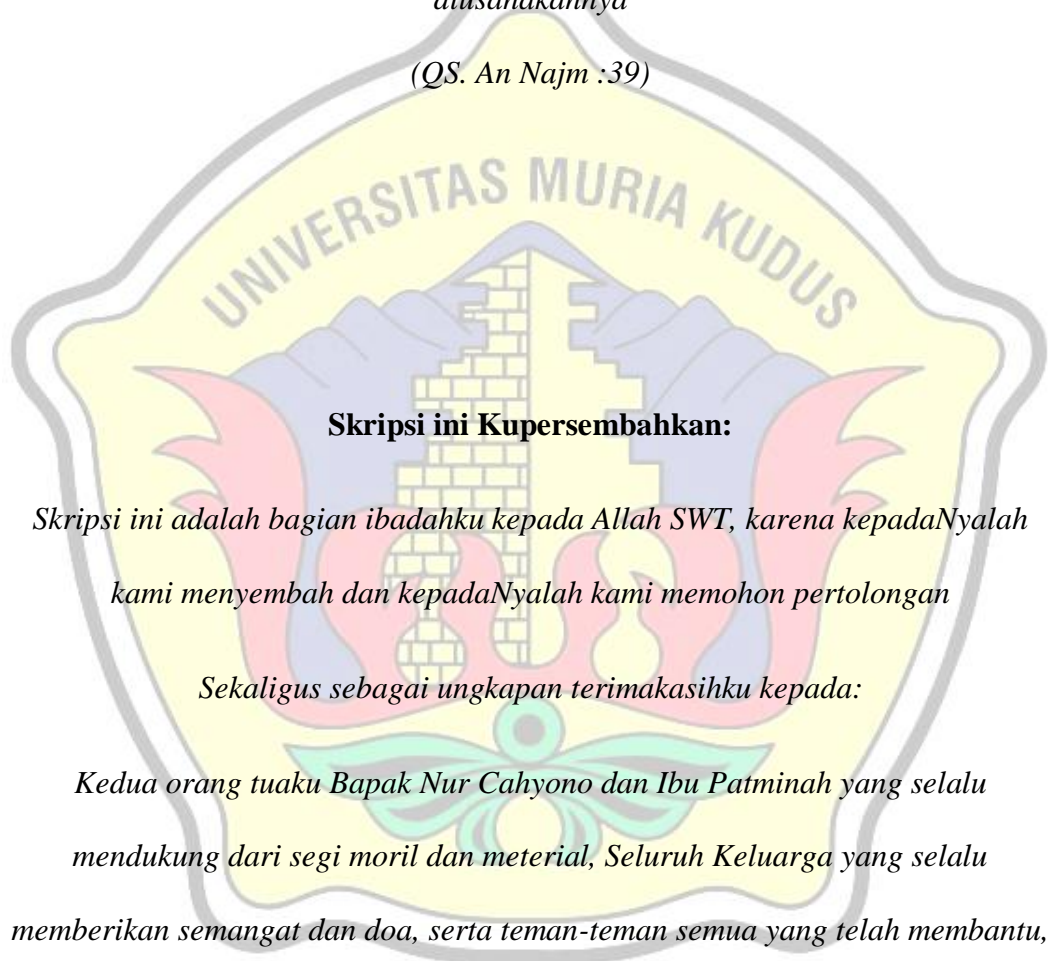 (QS. An Najm :39)
UNIVERSITAS MURIA KUDUS
Skripsi ini Kupersembahkan:
Skripsi ini adalah bagian ibadahku kepada Allah SWT, karena kepadaNyalah
kami menyembah dan kepadaNyalah kami memohon pertolongan
Sekaligus sebagai ungkapan terimakasihku kepada:
Kedua orang tuaku Bapak Nur Cahyono dan Ibu Patminah yang selalu
mendukung dari segi moril dan meterial, Seluruh Keluarga yang selalu
memberikan semangat dan doa, serta teman-teman semua yang telah membantu,